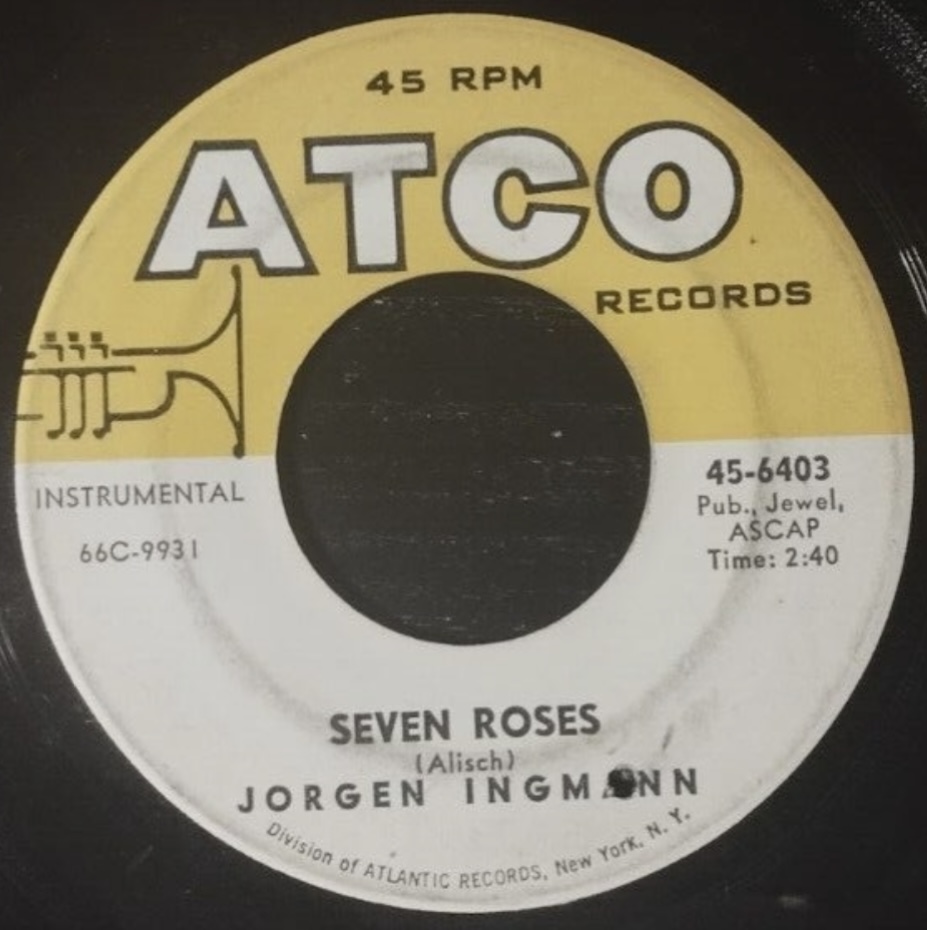 45 RPM
ATCO
RECORDS
INSTRUMENTAL
66C-9931
45-6403
Pub., Jewel,
ASCAP
Time: 2:40
SEVEN ROSES
(Alisch)
JORGEN INGMANN
Division of ATLANTIC RECORDS, New York, N. Y.